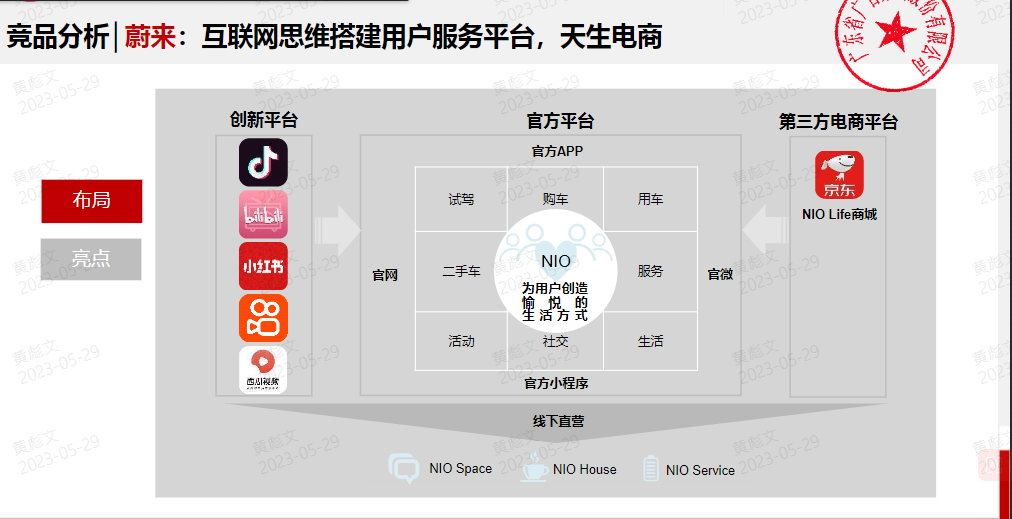 竞品分析|蔚来：互联网思维搭建用户服务平台，天生电商
布局
亮点
创新平台
bilibili
小红书
西瓜视频
官方平台
官方APP
试驾
购车
用车
官网
二手车
NIO
为用户创造
愉悦的
生活方式
服务
官微
活动
社交
生活
官方小程序
第三方电商平台
京东
NIO Life商城
线下直营
NIO Space
NIO House
NIO Service
黄彪文
2023-05-29